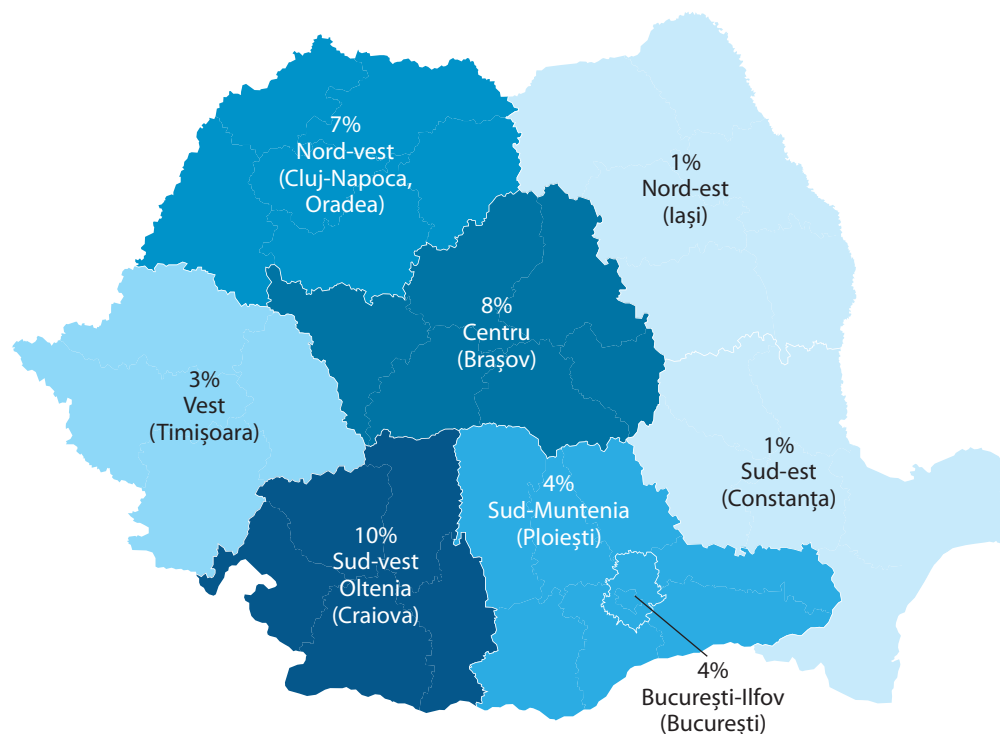 7%
Nord-vest
(Cluj-Napoca,
Oradea)
1%
Nord-est
(Iași)
8%
Centru
(Brașov)
3%
Vest
(Timișoara)
1%
Sud-est
(Constanța)
4%
Sud-Muntenia
(Ploiești)
10%
Sud-vest
Oltenia
(Craiova)
4%
București-Ilfov
(București)